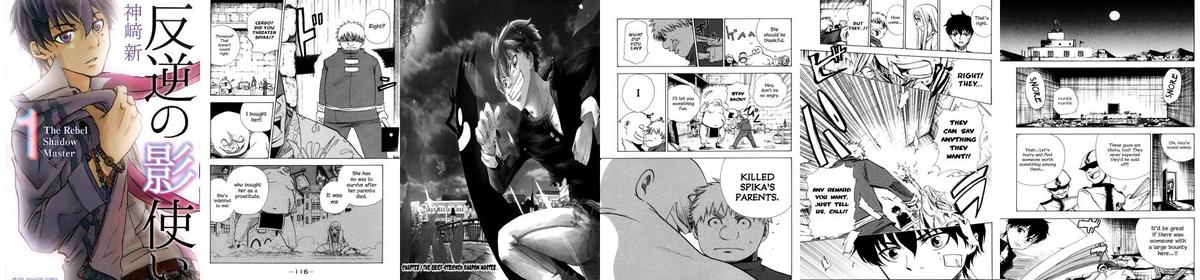 神﨑新
反逆の影使い
1
The Rebel
Shadow
Master
CERDO!
DID YOU
THREATEN
SPIKA!?
Right?
Threaten?
That
doesn't
sound
I bought
her!!
She has
no way to
survive after
her parents
died.
It was
me
who bought
her as a
prostitute.
She's
indebted to
me!
- 116 -
CHAPTER 1 THE GRIEF-STRICKEN SHADOW MASTER
WHAT
DID YOU
SAY?
She
should be
thankful.
I
I'll tell you
something
fun.
STAY
BACK!!
Hey,
don't be
so angry.
KILLED
SPIKA'S
PARENTS.
BUT
THEY...!!
How
come...
That's
right.
RIGHT!
THEY...
THEY
CAN SAY
ANYTHING
THEY
WANT!!
ANY REWARD
YOU WANT,
JUST TELL
US, CALL!!
SNORE
mumble
mumble
SNORE
Yeah...Let's
hurry and find
someone worth
something
among them...
These guys are
idiots, too!! They
never expected
they'd be sold
off!!
Oh, they're
sound asleep.
It'd be great
if there was
someone with
a large bounty
here—!!